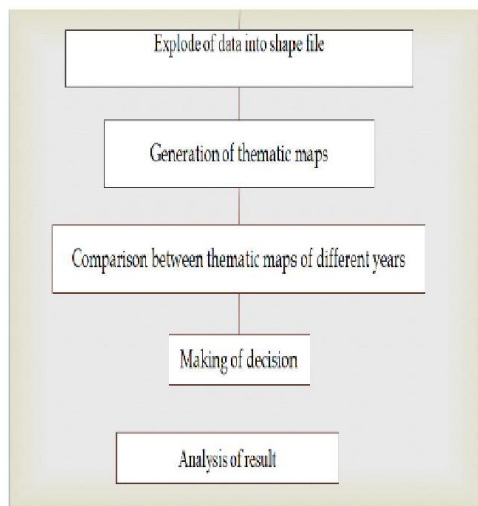 Explode of data into shape file
Generation of thematic maps
Comparison between thematic maps of different years
Making of decision
Analysis of result